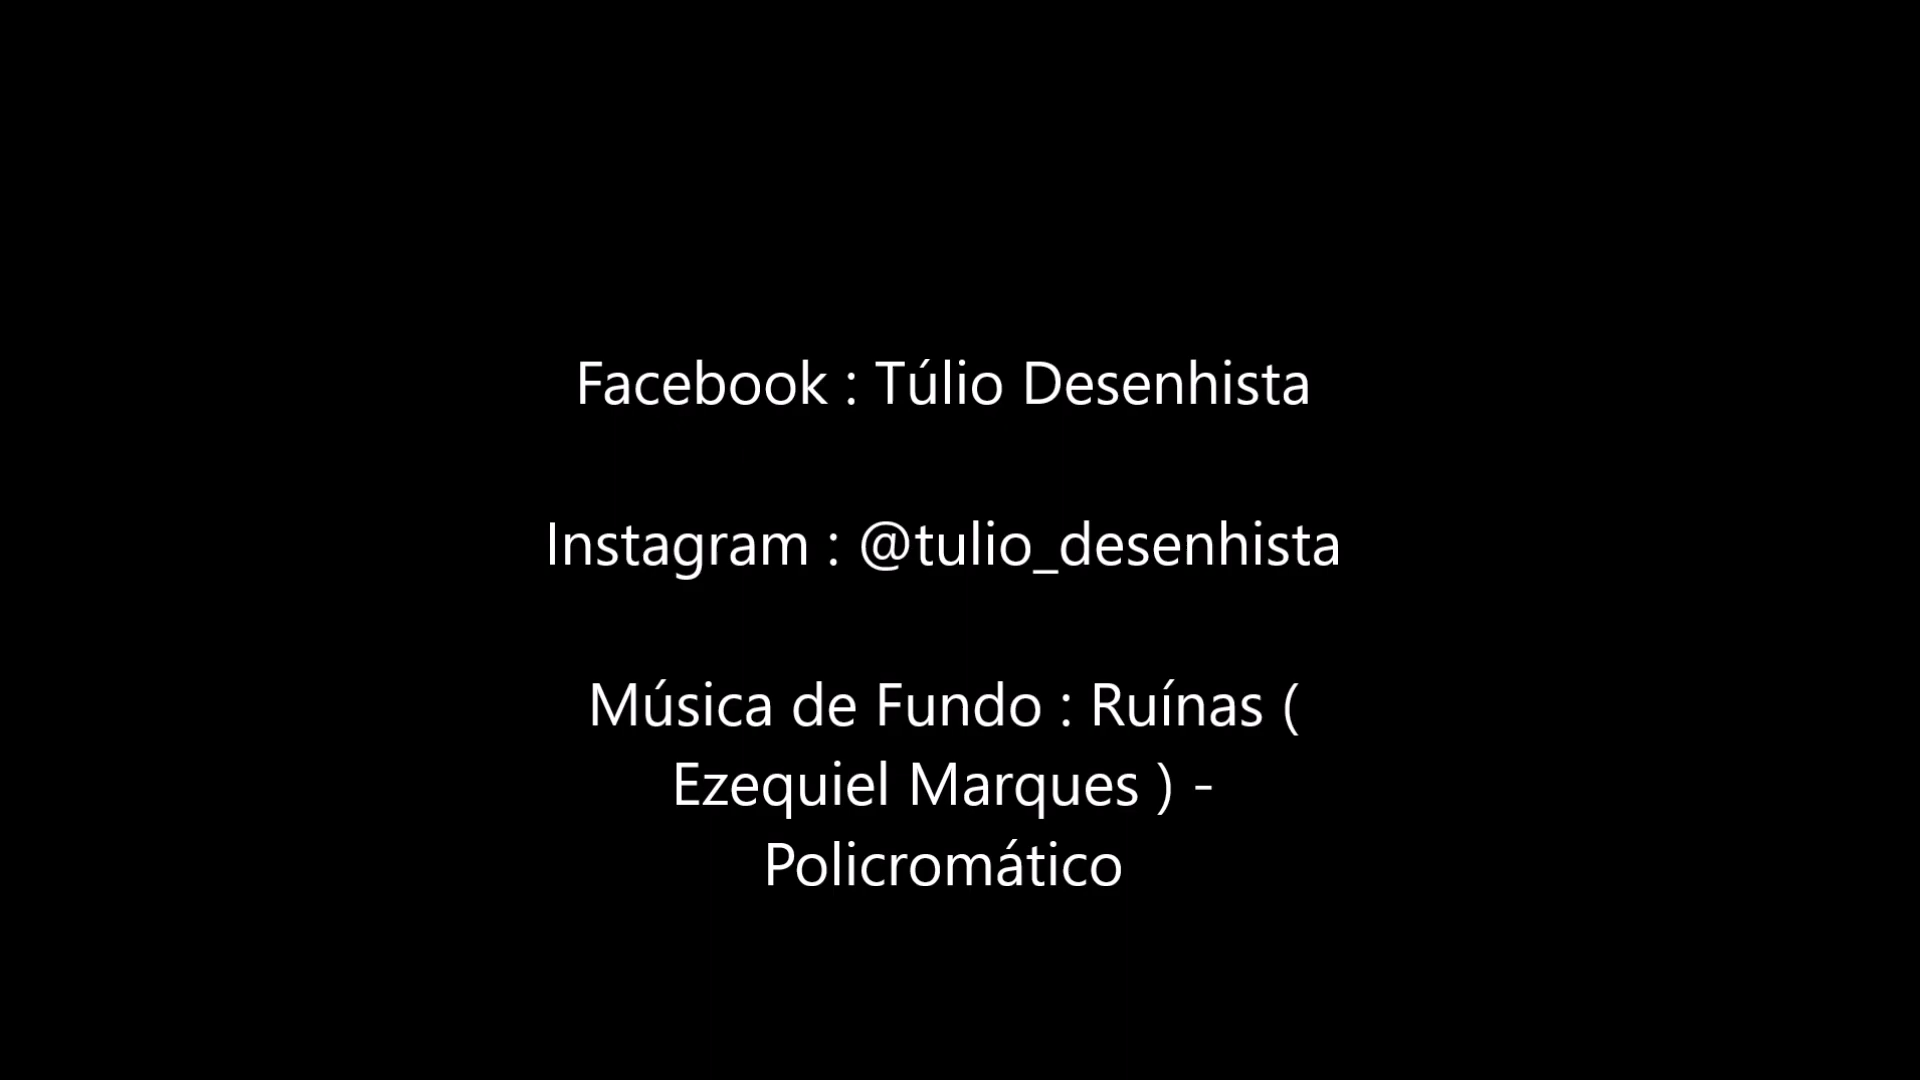 Facebook : Túlio Desenhista
Instagram : @tulio_desenhista
Música de Fundo : Ruínas (
Ezequiel Marques ) -
Policromático